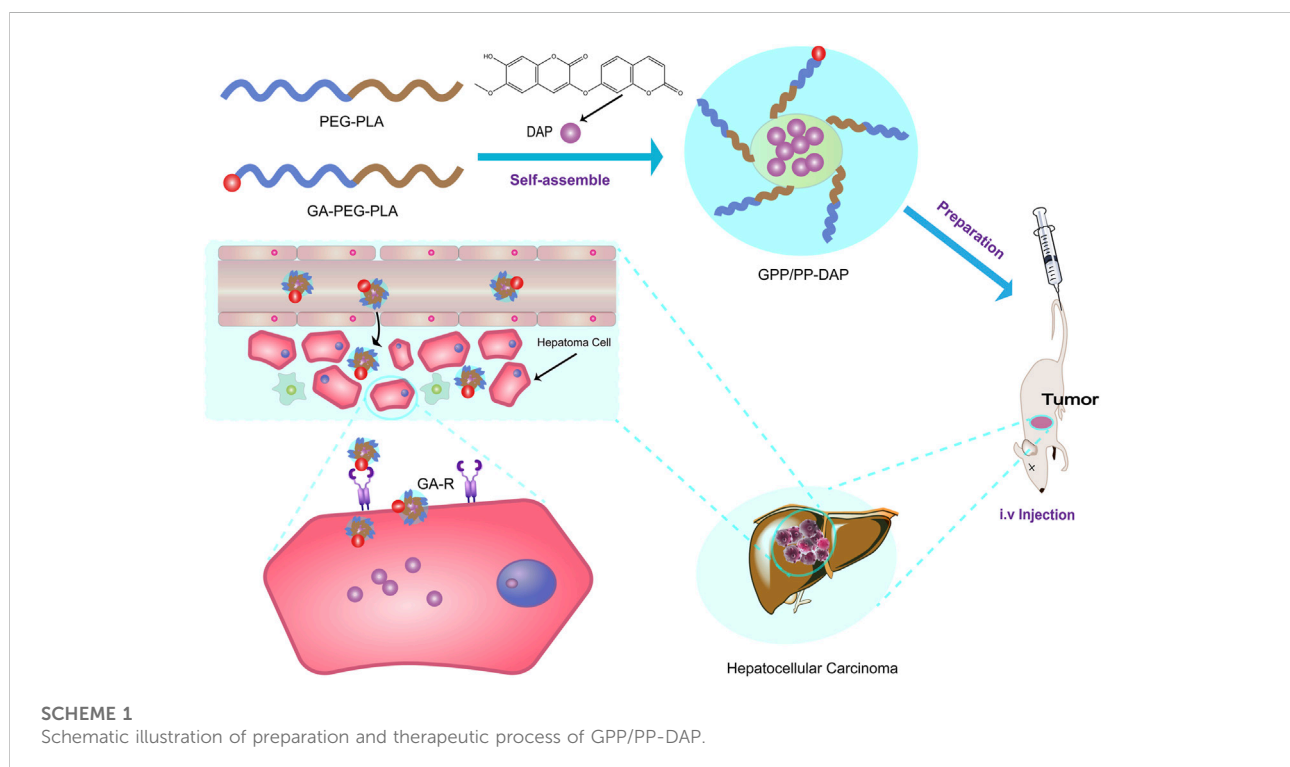 HO
O
O
O
O
O
PEG-PLA
DAP
Self-assemble
GA-PEG-PLA
GPP/PP-DAP
Preparation
Hepatoma Cell
Tumor
GA-R
i.v Injection
Hepatocellular Carcinoma
SCHEME 1
Schematic illustration of preparation and therapeutic process of GPP/PP-DAP.